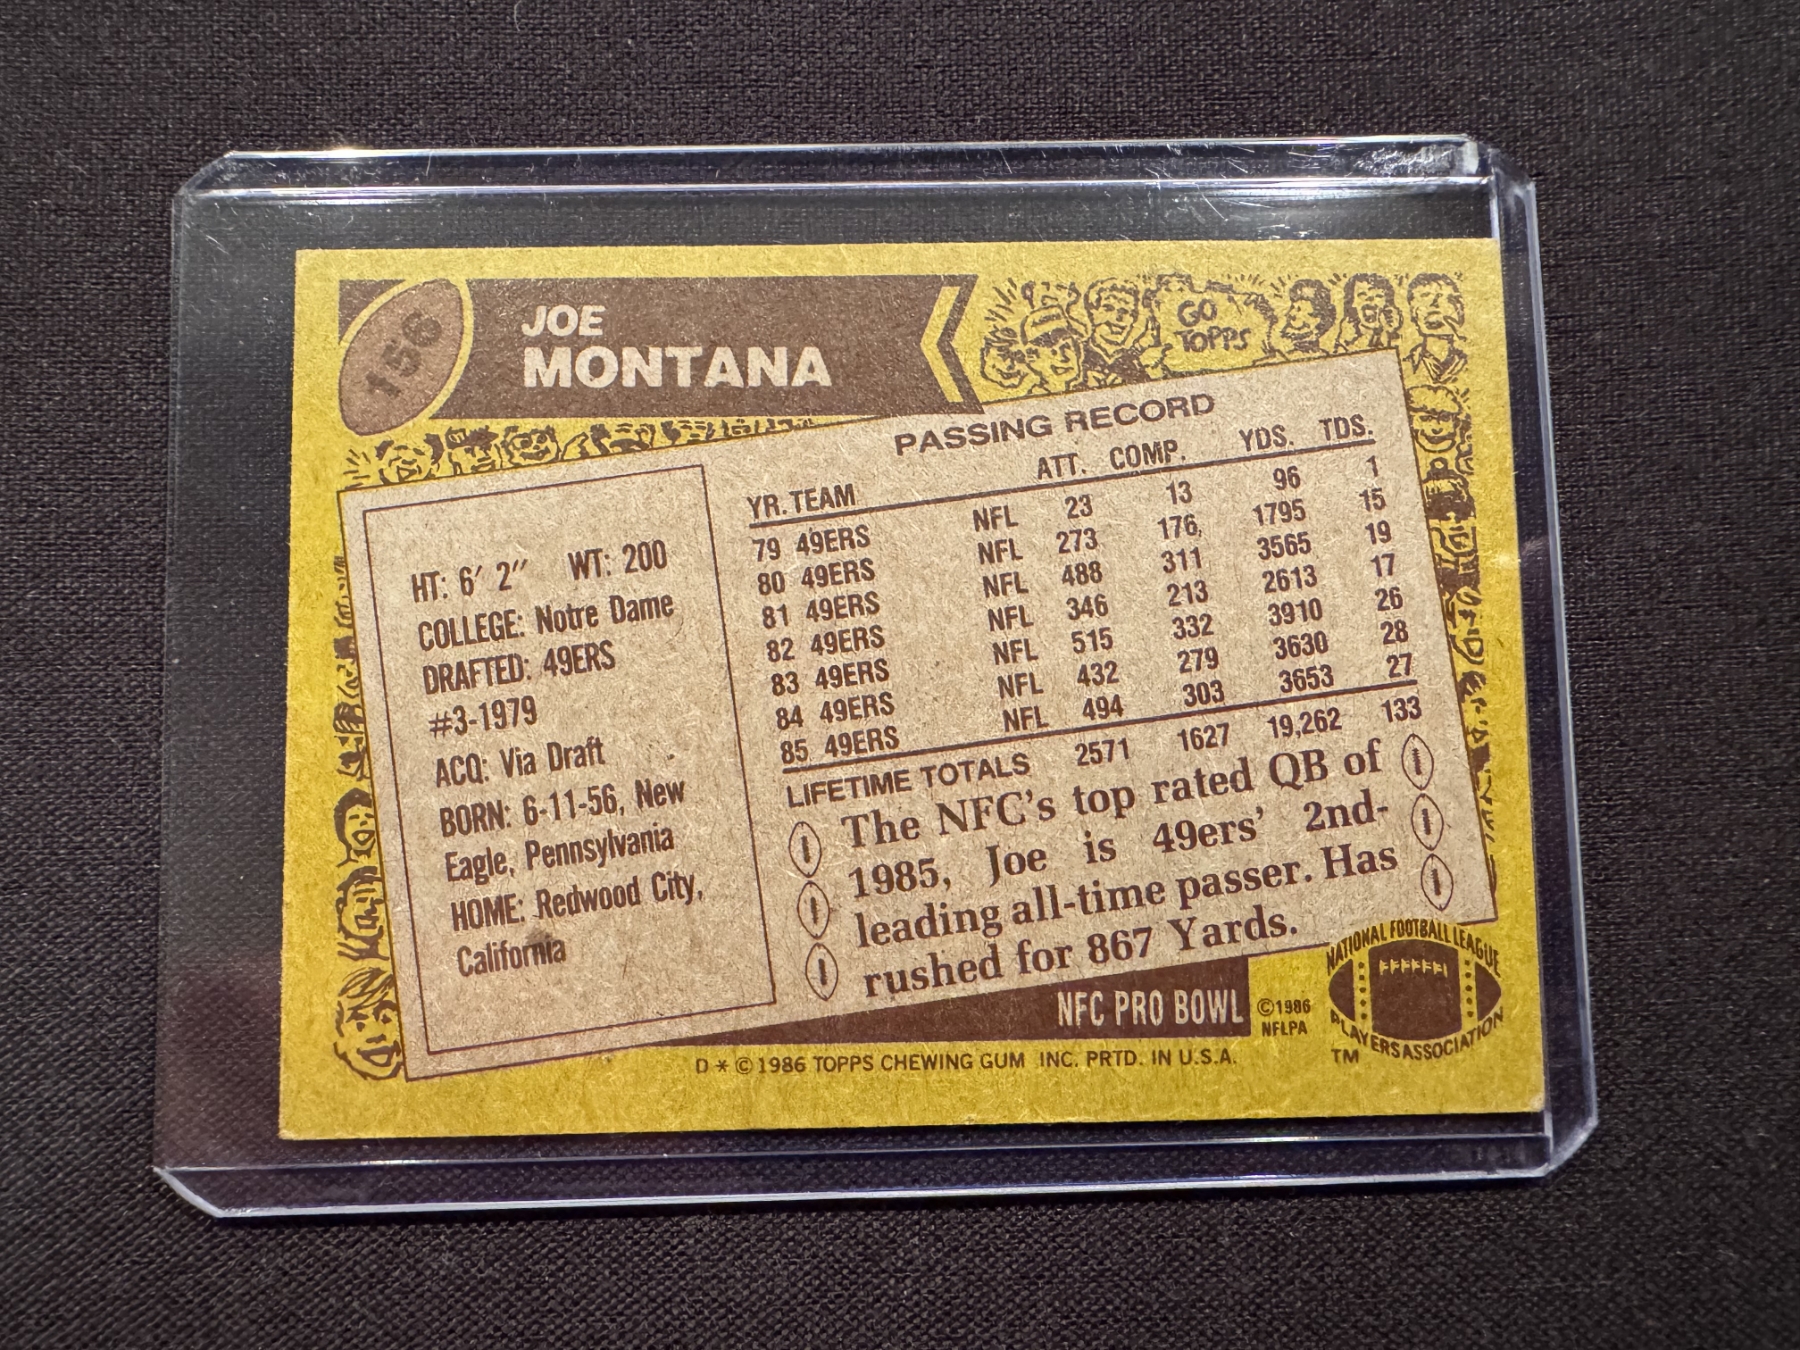 156
JOE
MONTANA
GO
TOPPS
HT: 6' 2" WT: 200
COLLEGE: Notre Dame
DRAFTED: 49ERS
#3-1979
ACQ: Via Draft
BORN: 6-11-56, New
Eagle, Pennsylvania
HOME: Redwood City,
California
PASSING RECORD
YR. TEAM ATT. COMP. YDS. TDS.
79 49ERS NFL 23 13 96 1
80 49ERS NFL 273 176 1795 15
81 49ERS NFL 488 311 3565 19
82 49ERS NFL 346 213 2613 17
83 49ERS NFL 515 332 3910 26
84 49ERS NFL 432 279 3630 28
85 49ERS NFL 494 303 3653 27
LIFETIME TOTALS 2571 1627 19,262 133
The NFC's top rated QB of
1985, Joe is 49ers' 2nd-
leading all-time passer. Has
rushed for 867 Yards.
NFC PRO BOWL
©1986
NFLPA
NATIONAL FOOTBALL LEAGUE
PLAYERS ASSOCIATION
TM
D * © 1986 TOPPS CHEWING GUM INC. PRTD. IN U.S.A.